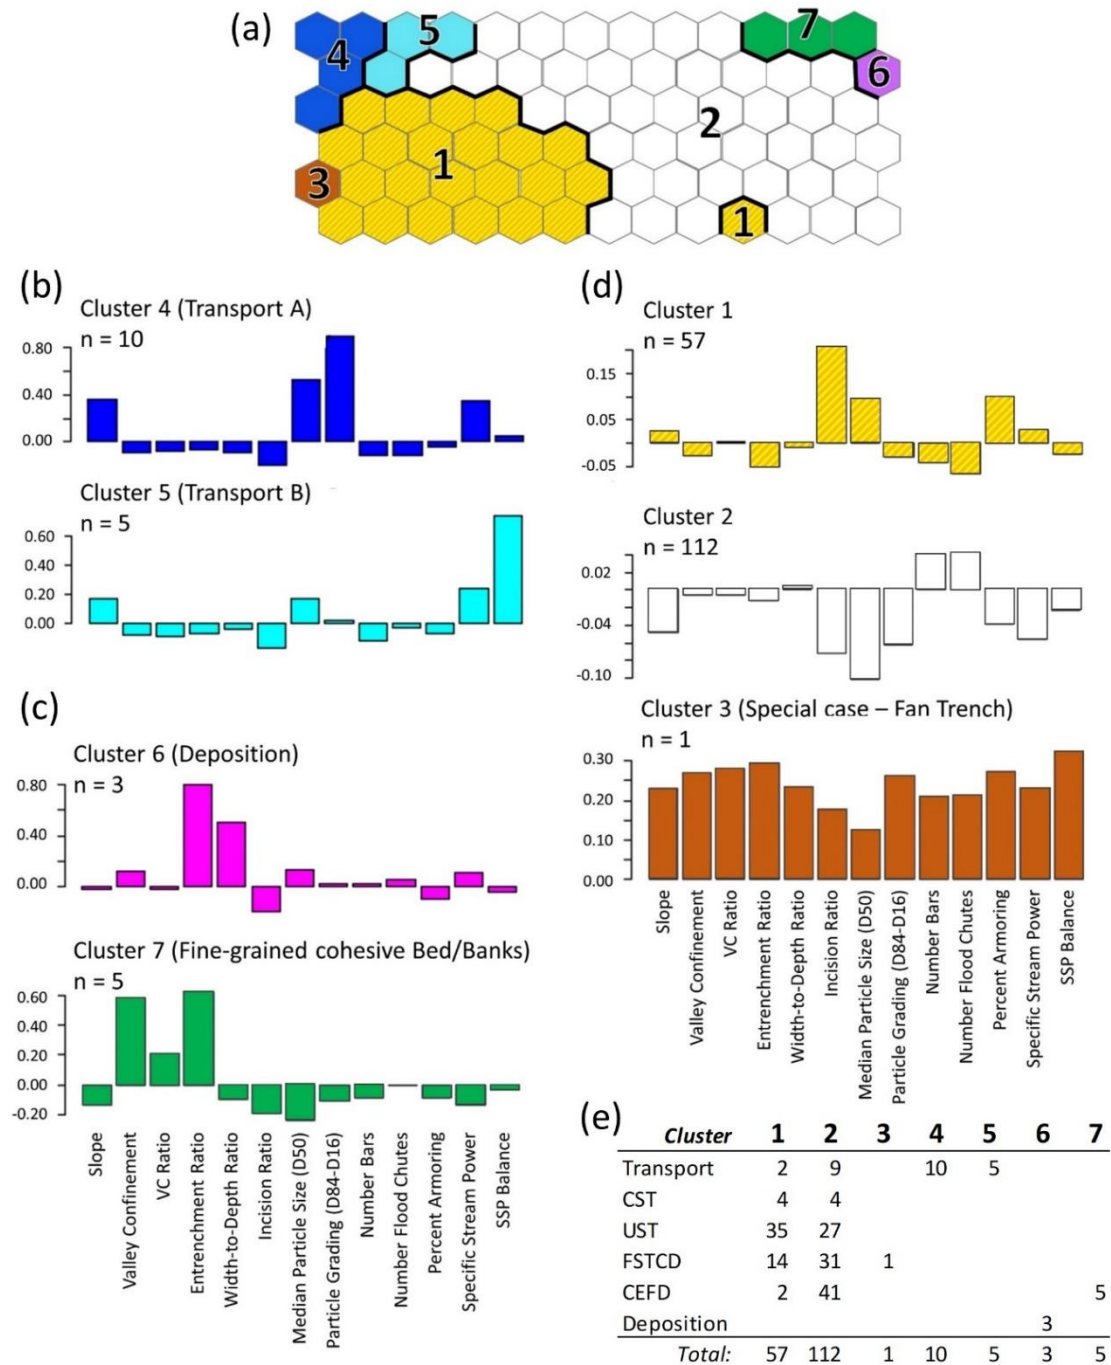 (a)
4
5
7
6
2
1
3
1
(b)
Cluster 4 (Transport A)
n = 10
0.80
0.40
0.00
Cluster 5 (Transport B)
n = 5
0.60
0.40
0.20
0.00
(c)
Cluster 6 (Deposition)
n = 3
0.80
0.40
0.00
Cluster 7 (Fine-grained cohesive Bed/Banks)
n = 5
0.60
0.40
0.20
0.00
-0.20
Slope
Valley Confinement
VC Ratio
Entrenchment Ratio
Width-to-Depth Ratio
Incision Ratio
Median Particle Size (D50)
Particle Grading (D84-D16)
Number Bars
Number Flood Chutes
Percent Armoring
Specific Stream Power
SSP Balance
(d)
Cluster 1
n = 57
0.15
0.05
-0.05
Cluster 2
n = 112
0.02
-0.04
-0.10
Cluster 3 (Special case – Fan Trench)
n = 1
0.30
0.20
0.10
0.00
Slope
Valley Confinement
VC Ratio
Entrenchment Ratio
Width-to-Depth Ratio
Incision Ratio
Median Particle Size (D50)
Particle Grading (D84-D16)
Number Bars
Number Flood Chutes
Percent Armoring
Specific Stream Power
SSP Balance
(e)
Cluster 1 2 3 4 5 6 7
Transport 2 9 10 5
CST 4 4
UST 35 27
FSTCD 14 31 1
CEFD 2 41 5
Deposition 3
Total: 57 112 1 10 5 3 5